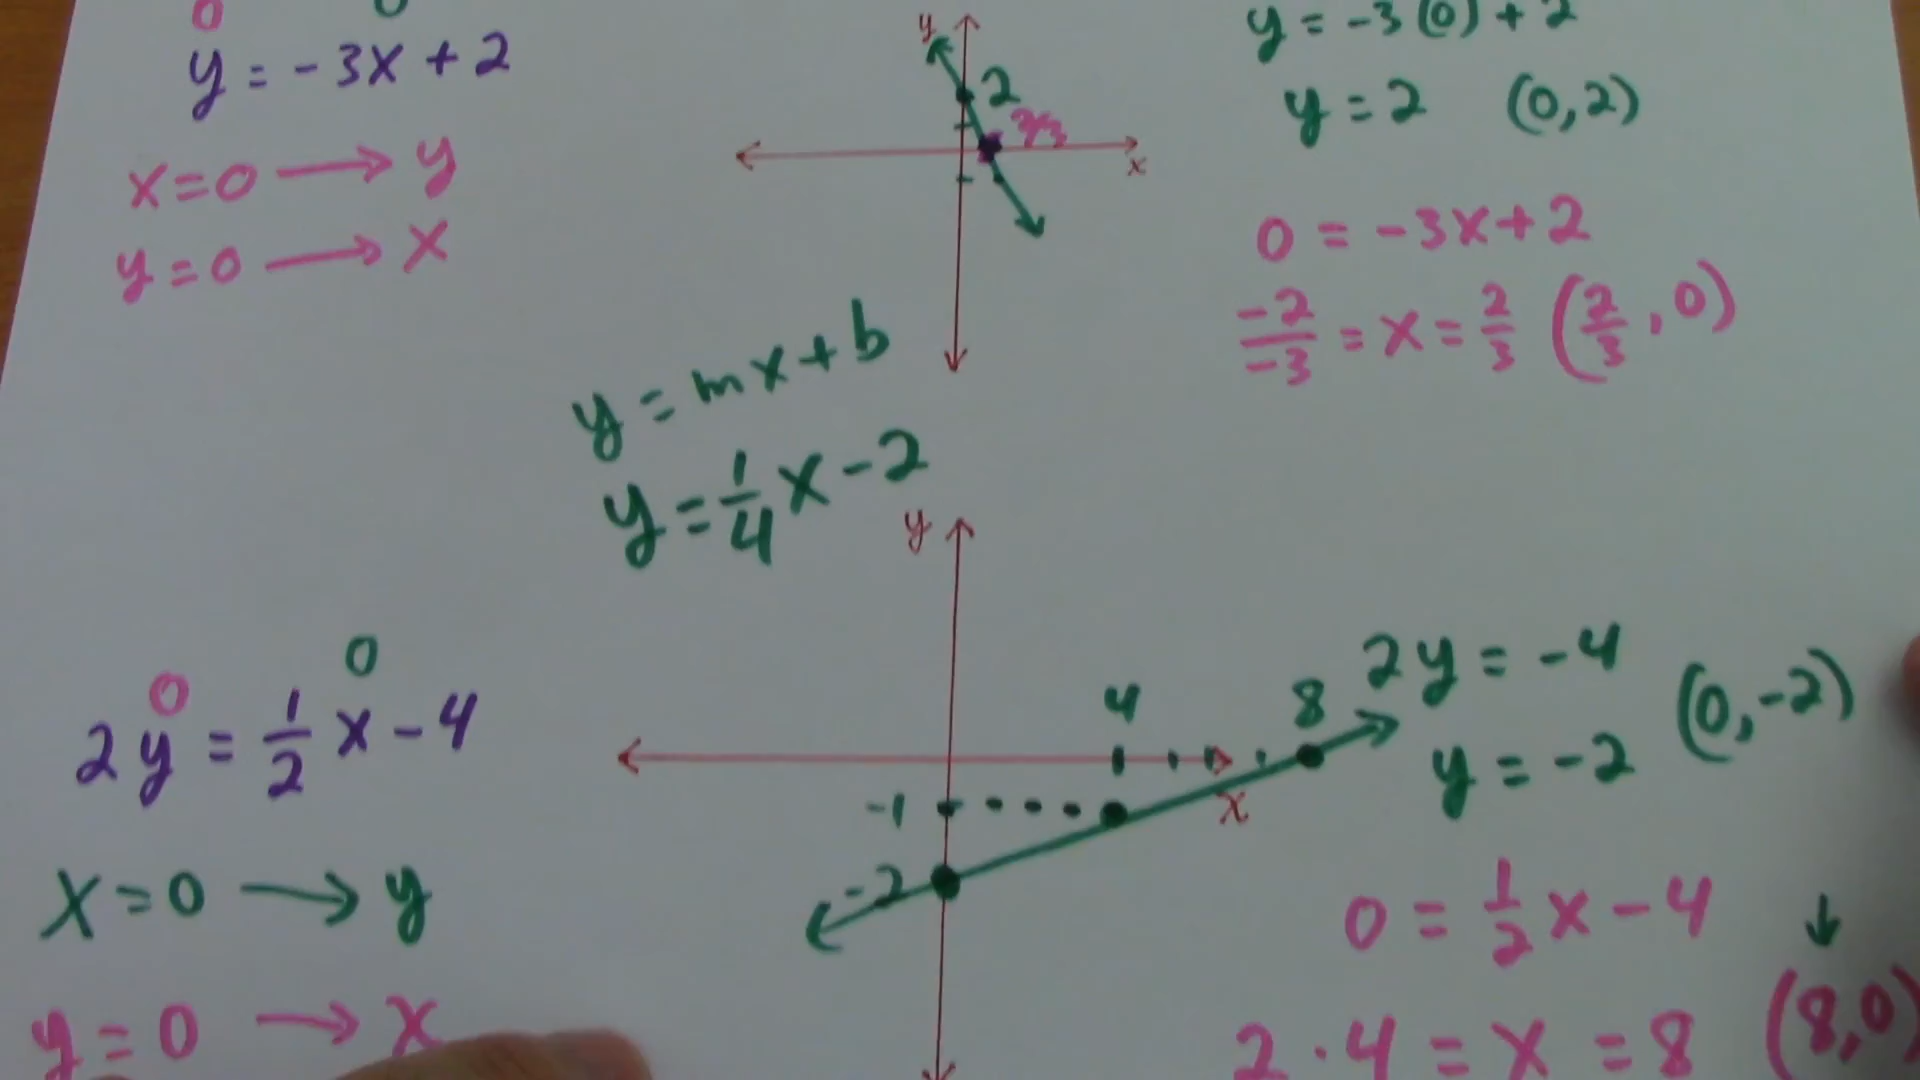 0 0
y = -3x + 2
x = 0 → y
y = 0 → x
y
2
2/3
x
y = -3(0) + 2
y = 2 (0,2)
0 = -3x + 2
-2/-3 = x = 2/3 (2/3, 0)
y = mx + b
y = 1/4 x - 2
0 0
2y = 1/2 x - 4
x = 0 → y
y = 0 → x
y
4 8
-1
x
-2
2y = -4
y = -2 (0,-2)
0 = 1/2 x - 4 ↓
2 · 4 = x = 8 (8,0)